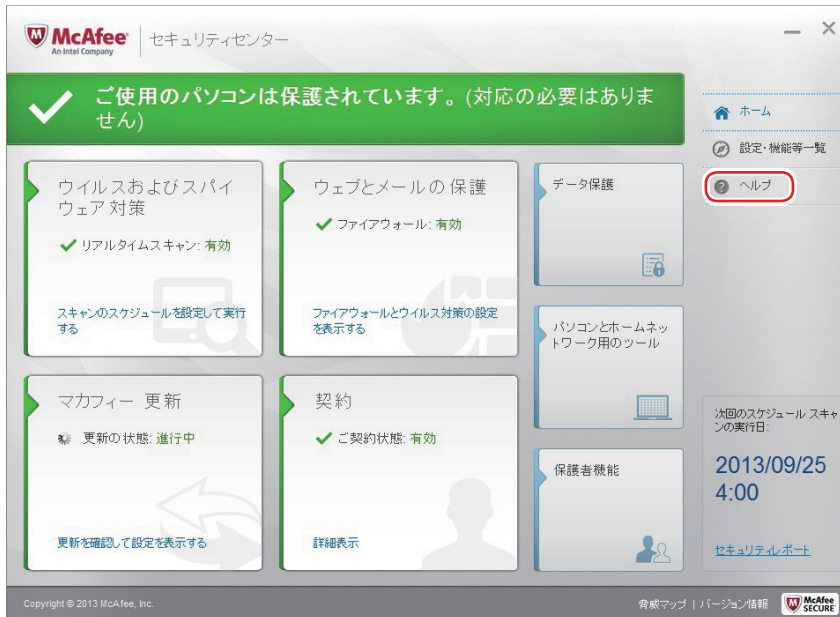 McAfee
An Intel Company
セキュリティセンター
ご使用のパソコンは保護されています。(対応の必要はありま
せん)
ホーム
設定・機能等一覧
ヘルプ
ウイルスおよびスパイ
ウェア対策
リアルタイムスキャン: 有効
スキャンのスケジュールを設定して実行
する
ウェブとメールの保護
ファイアウォール: 有効
ファイアウォールとウイルス対策の設定
を表示する
データ保護
パソコンとホームネッ
トワーク用のツール
マカフィー 更新
更新の状態: 進行中
更新を確認して設定を表示する
契約
ご契約状態: 有効
詳細表示
保護者機能
次回のスケジュール スキャ
ンの実行日:
2013/09/25
4:00
セキュリティレポート
Copyright © 2013 McAfee, Inc.
脅威マップ | バージョン情報
McAfee
SECURE